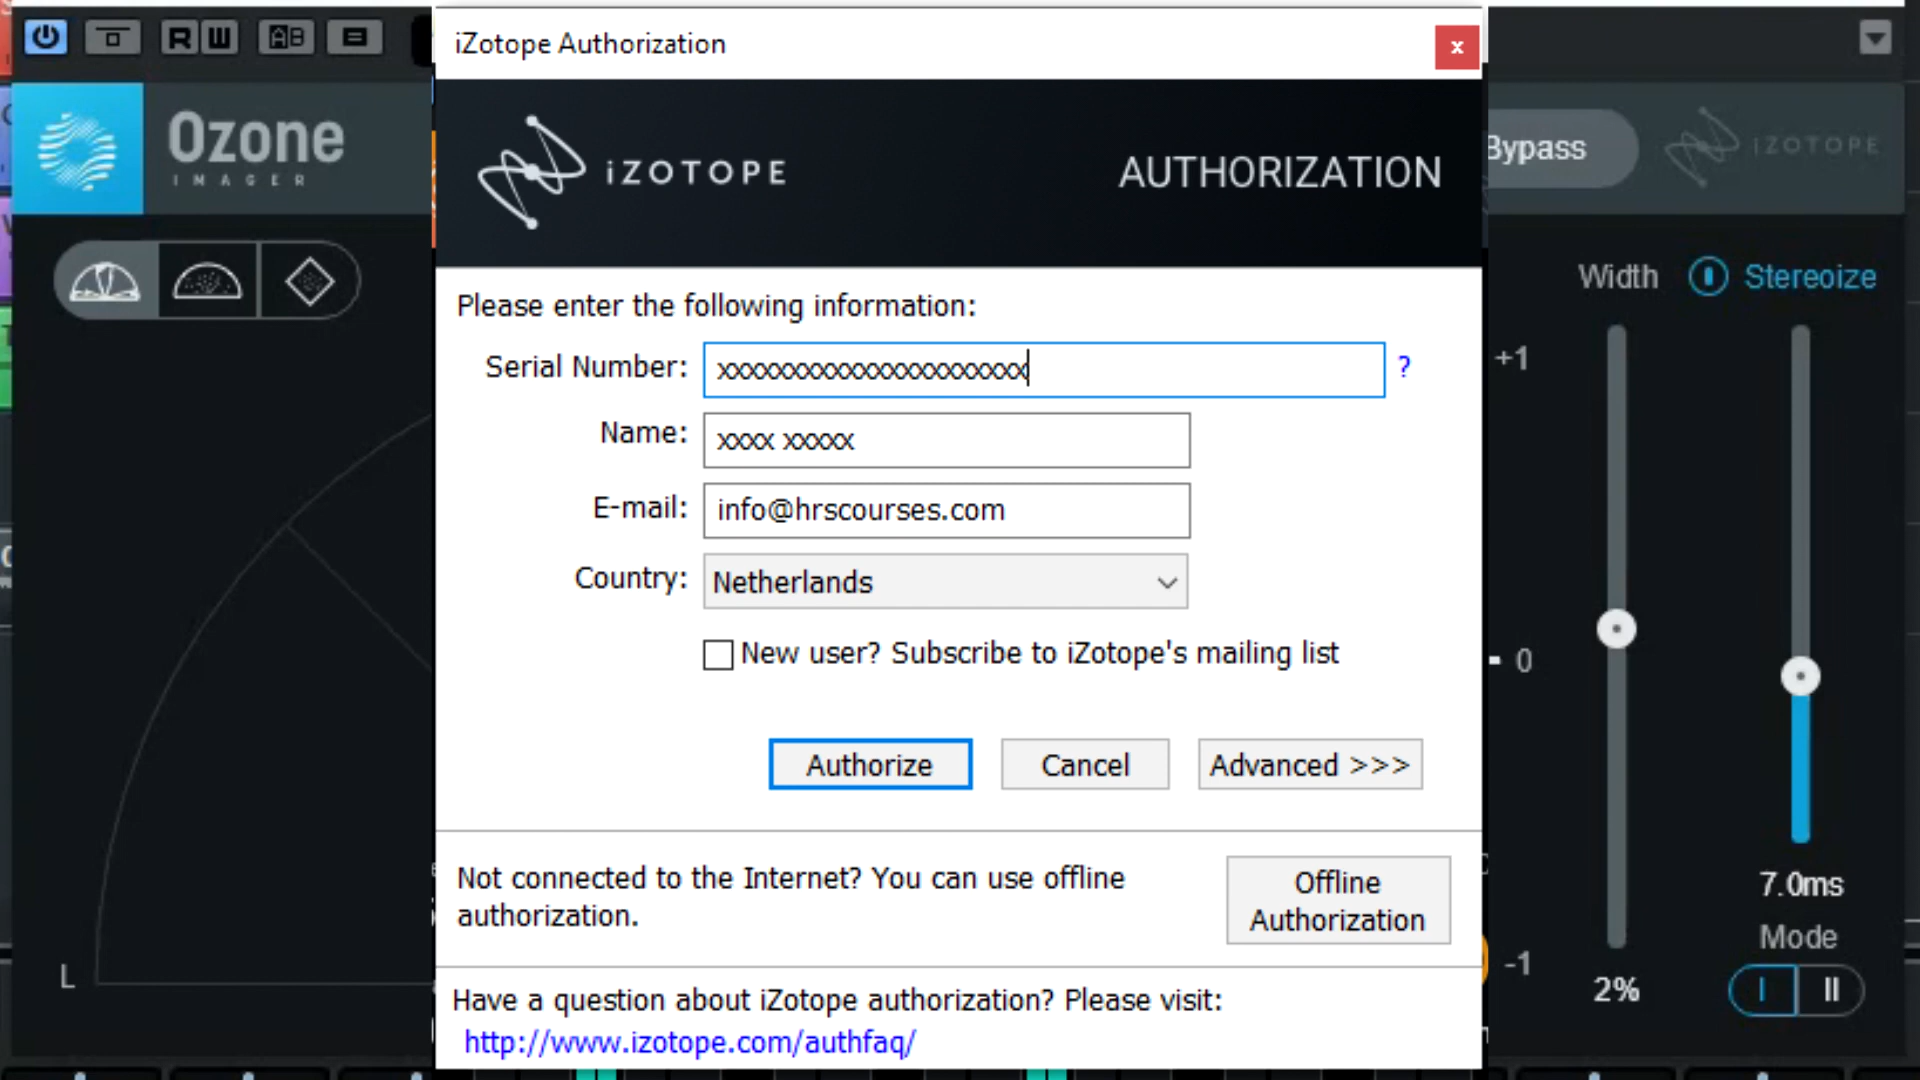 iZotope Authorization
x
R W
AB
Ozone
IMAGER
iZOTOPE
AUTHORIZATION
Bypass
iZOTOPE
Please enter the following information:
Serial Number:
xxxxxxxxxxxxxxxxxxxxxx
?
Name:
xxxx xxxxx
E-mail:
info@hrscourses.com
Country:
Netherlands
New user? Subscribe to iZotope's mailing list
Authorize
Cancel
Advanced >>>
Not connected to the Internet? You can use offline
authorization.
Offline
Authorization
Have a question about iZotope authorization? Please visit:
http://www.izotope.com/authfaq/
Width
Stereoize
+1
0
-1
2%
7.0ms
Mode
I
II
L